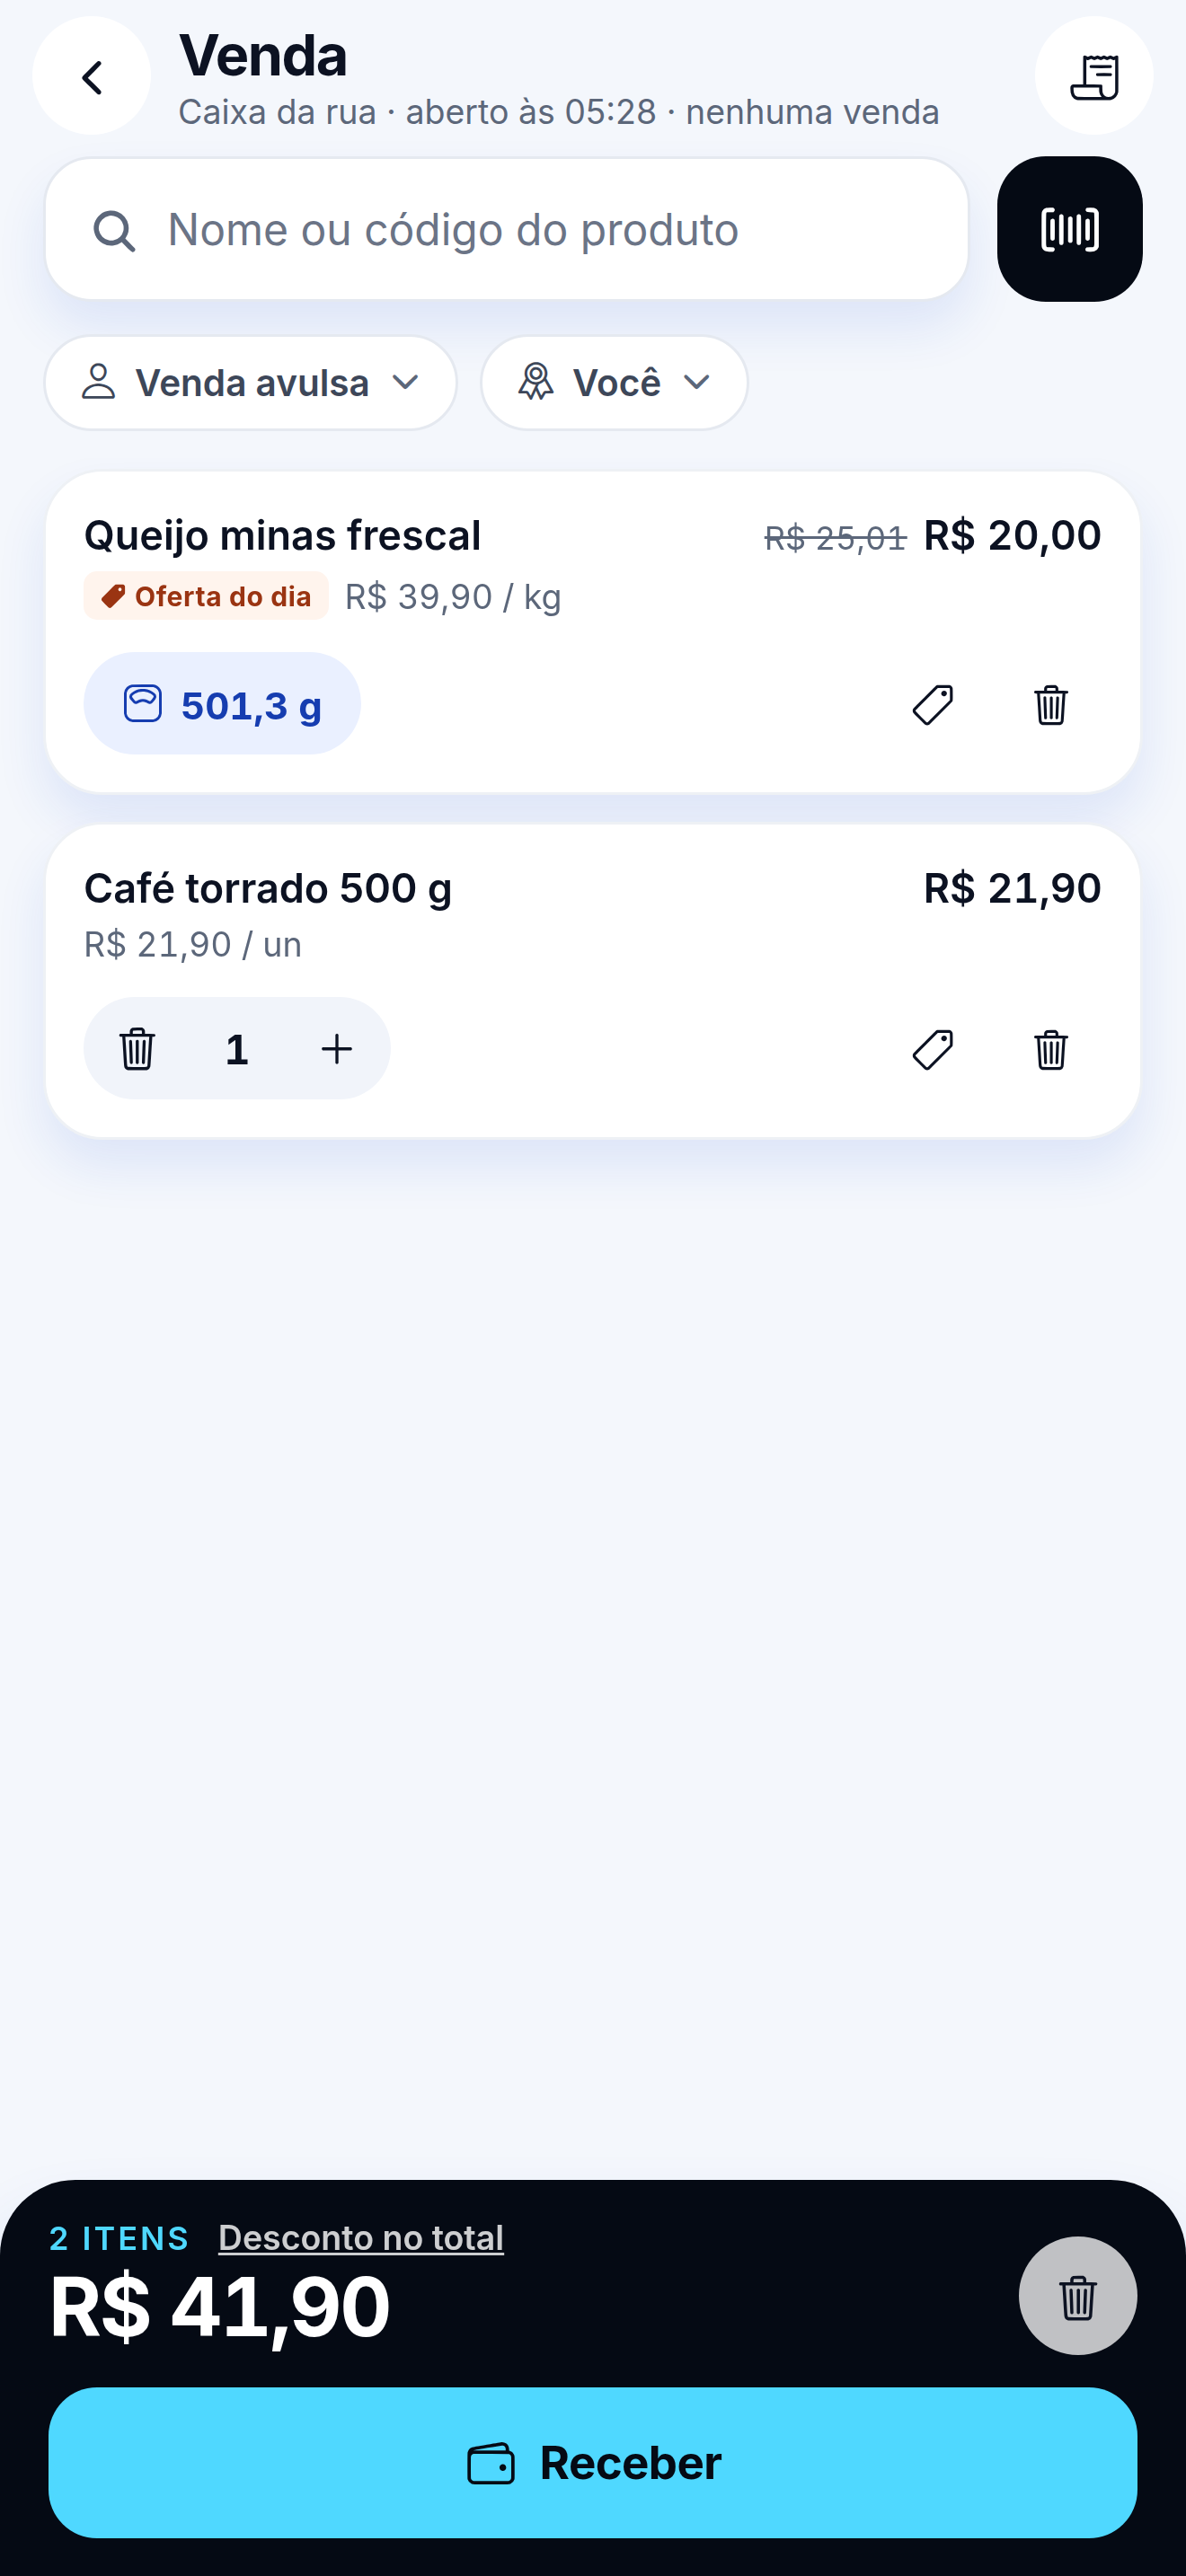 Venda
Caixa da rua · aberto às 05:28 · nenhuma venda
Nome ou código do produto
Venda avulsa Você
Queijo minas frescal R$ 25,01 R$ 20,00
Oferta do dia R$ 39,90 / kg
501,3 g
Café torrado 500 g R$ 21,90
R$ 21,90 / un
1
2 ITENS Desconto no total
R$ 41,90
Receber